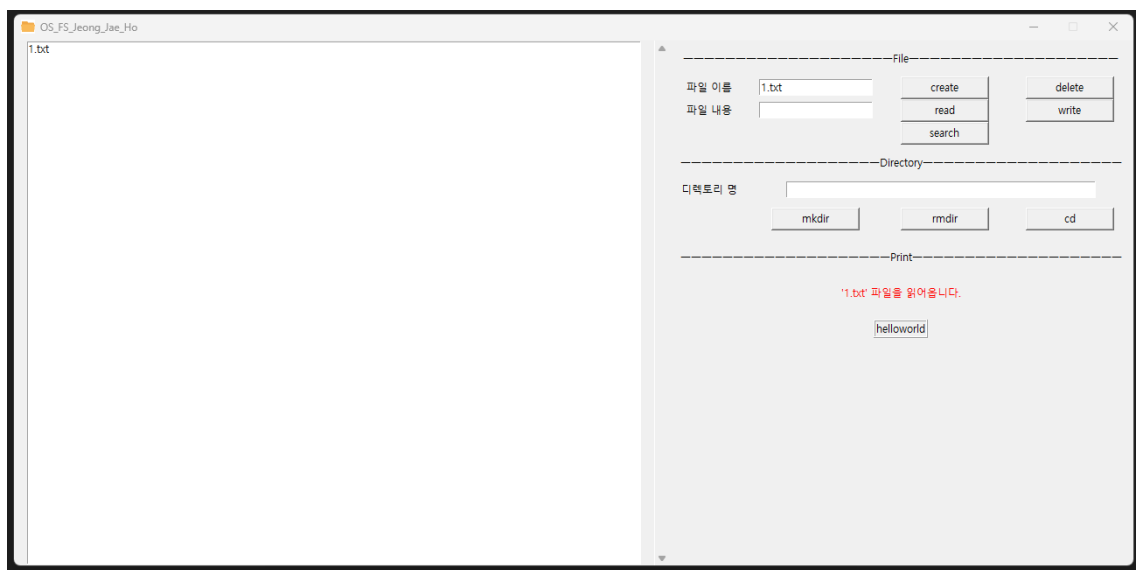 OS_FS_Jeong_Jae_Ho
1.txt
File
파일 이름 1.txt create delete
파일 내용 read write
search
Directory
디렉토리 명
mkdir rmdir cd
Print
'1.txt' 파일을 읽어옵니다.
helloworld